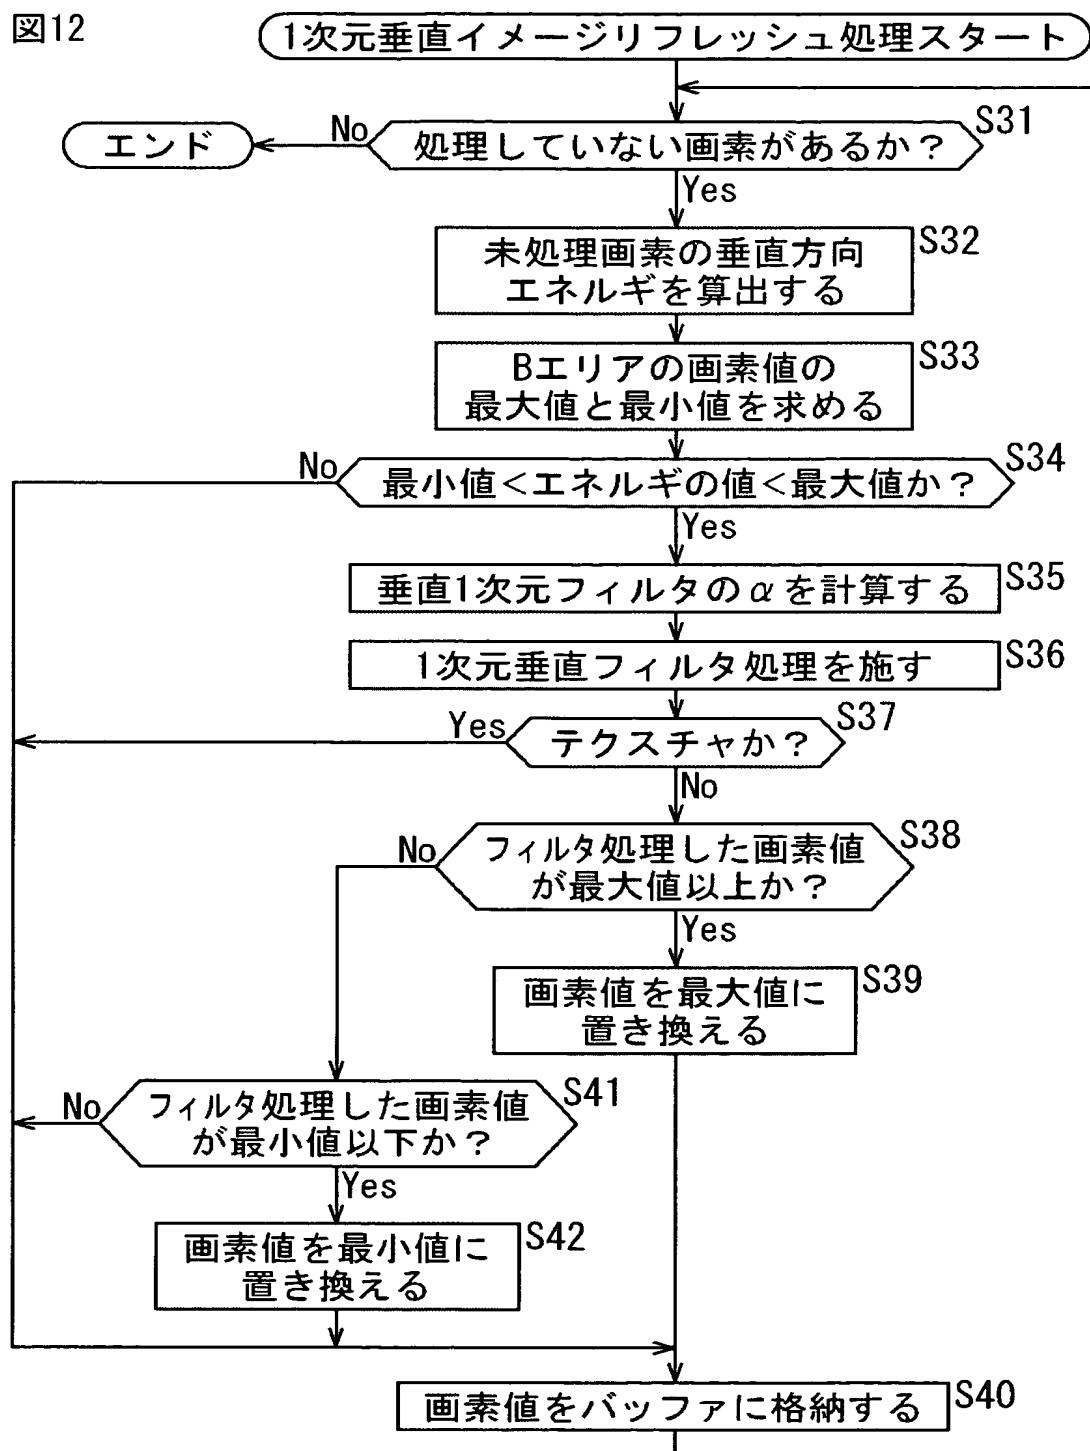 図12
1次元垂直イメージリフレッシュ処理スタート
S31
処理していない画素があるか？
No
エンド
Yes
S32
未処理画素の垂直方向
エネルギを算出する
S33
Bエリアの画素値の
最大値と最小値を求める
S34
No
最小値<エネルギの値<最大値か？
Yes
S35
垂直1次元フィルタのαを計算する
S36
1次元垂直フィルタ処理を施す
S37
Yes
テクスチャか？
No
S38
No
フィルタ処理した画素値
が最大値以上か？
Yes
S39
画素値を最大値に
置き換える
S41
No
フィルタ処理した画素値
が最小値以下か？
Yes
S42
画素値を最小値に
置き換える
S40
画素値をバッファに格納する